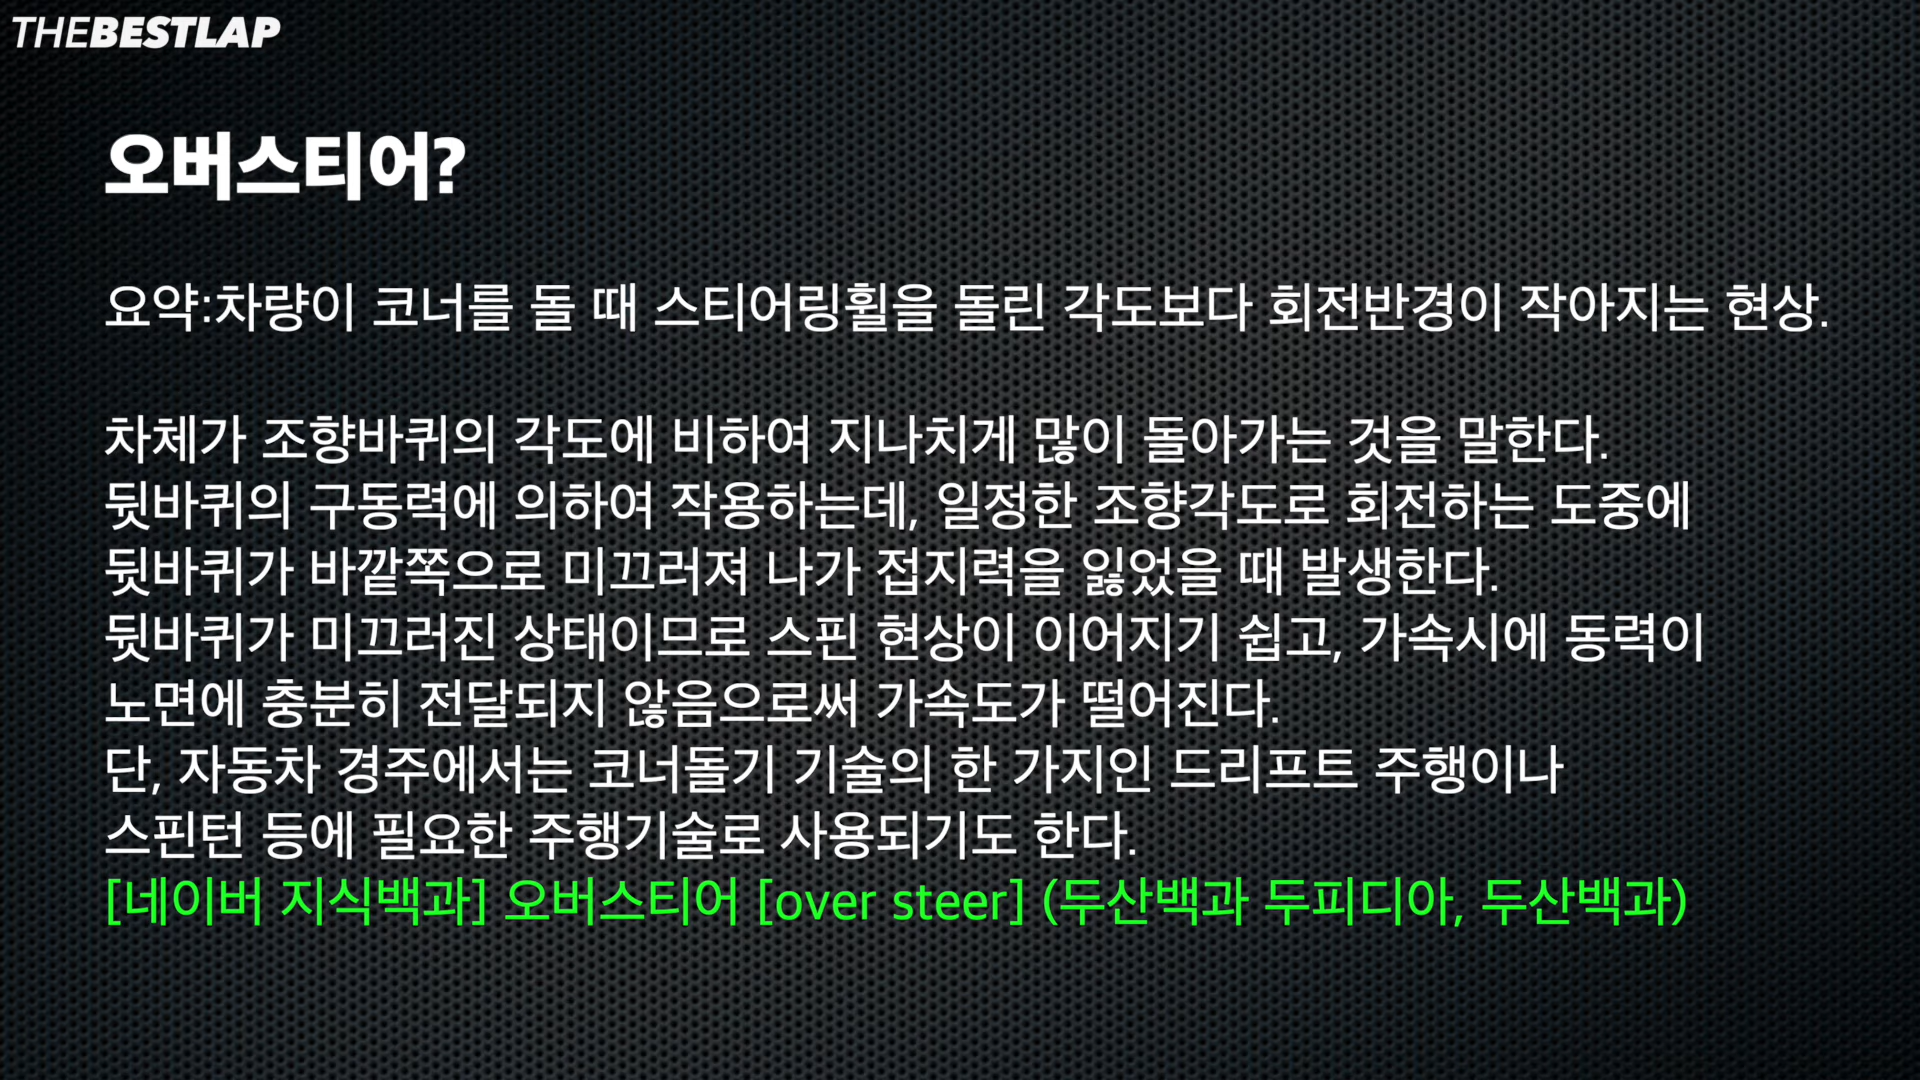 THEBESTLAP
오버스티어?
요약:차량이 코너를 돌 때 스티어링휠을 돌린 각도보다 회전반경이 작아지는 현상.
차체가 조향바퀴의 각도에 비하여 지나치게 많이 돌아가는 것을 말한다.
뒷바퀴의 구동력에 의하여 작용하는데, 일정한 조향각도로 회전하는 도중에
뒷바퀴가 바깥쪽으로 미끄러져 나가 접지력을 잃었을 때 발생한다.
뒷바퀴가 미끄러진 상태이므로 스핀 현상이 이어지기 쉽고, 가속시에 동력이
노면에 충분히 전달되지 않음으로써 가속도가 떨어진다.
단, 자동차 경주에서는 코너돌기 기술의 한 가지인 드리프트 주행이나
스핀턴 등에 필요한 주행기술로 사용되기도 한다.
[네이버 지식백과] 오버스티어 [over steer] (두산백과 두피디아, 두산백과)